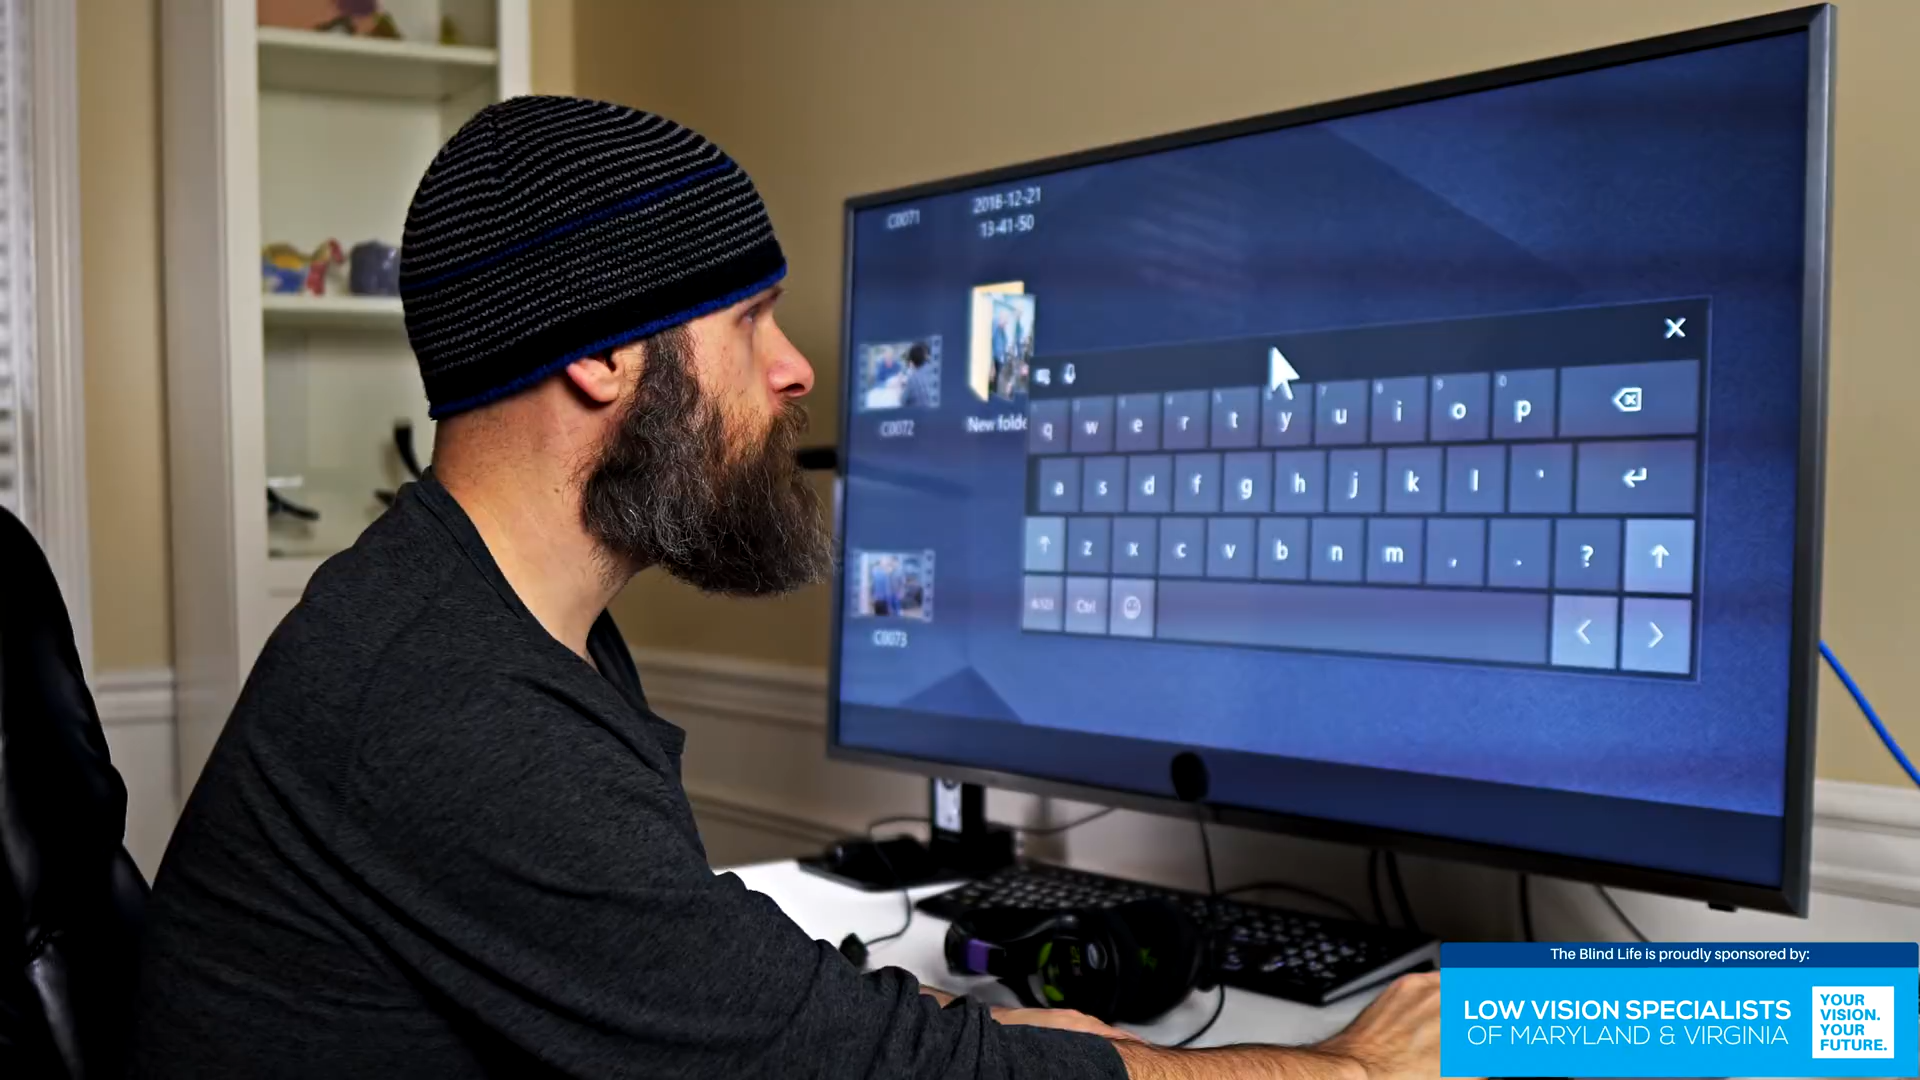 C0071
2018-12-21
13-41-50
C0072
New folde
C0073
q w e r t y u i o p
a s d f g h j k l '
z x c v b n m , . ?
&123 Ctrl
The Blind Life is proudly sponsored by:
LOW VISION SPECIALISTS
OF MARYLAND & VIRGINIA
YOUR
VISION.
YOUR
FUTURE.